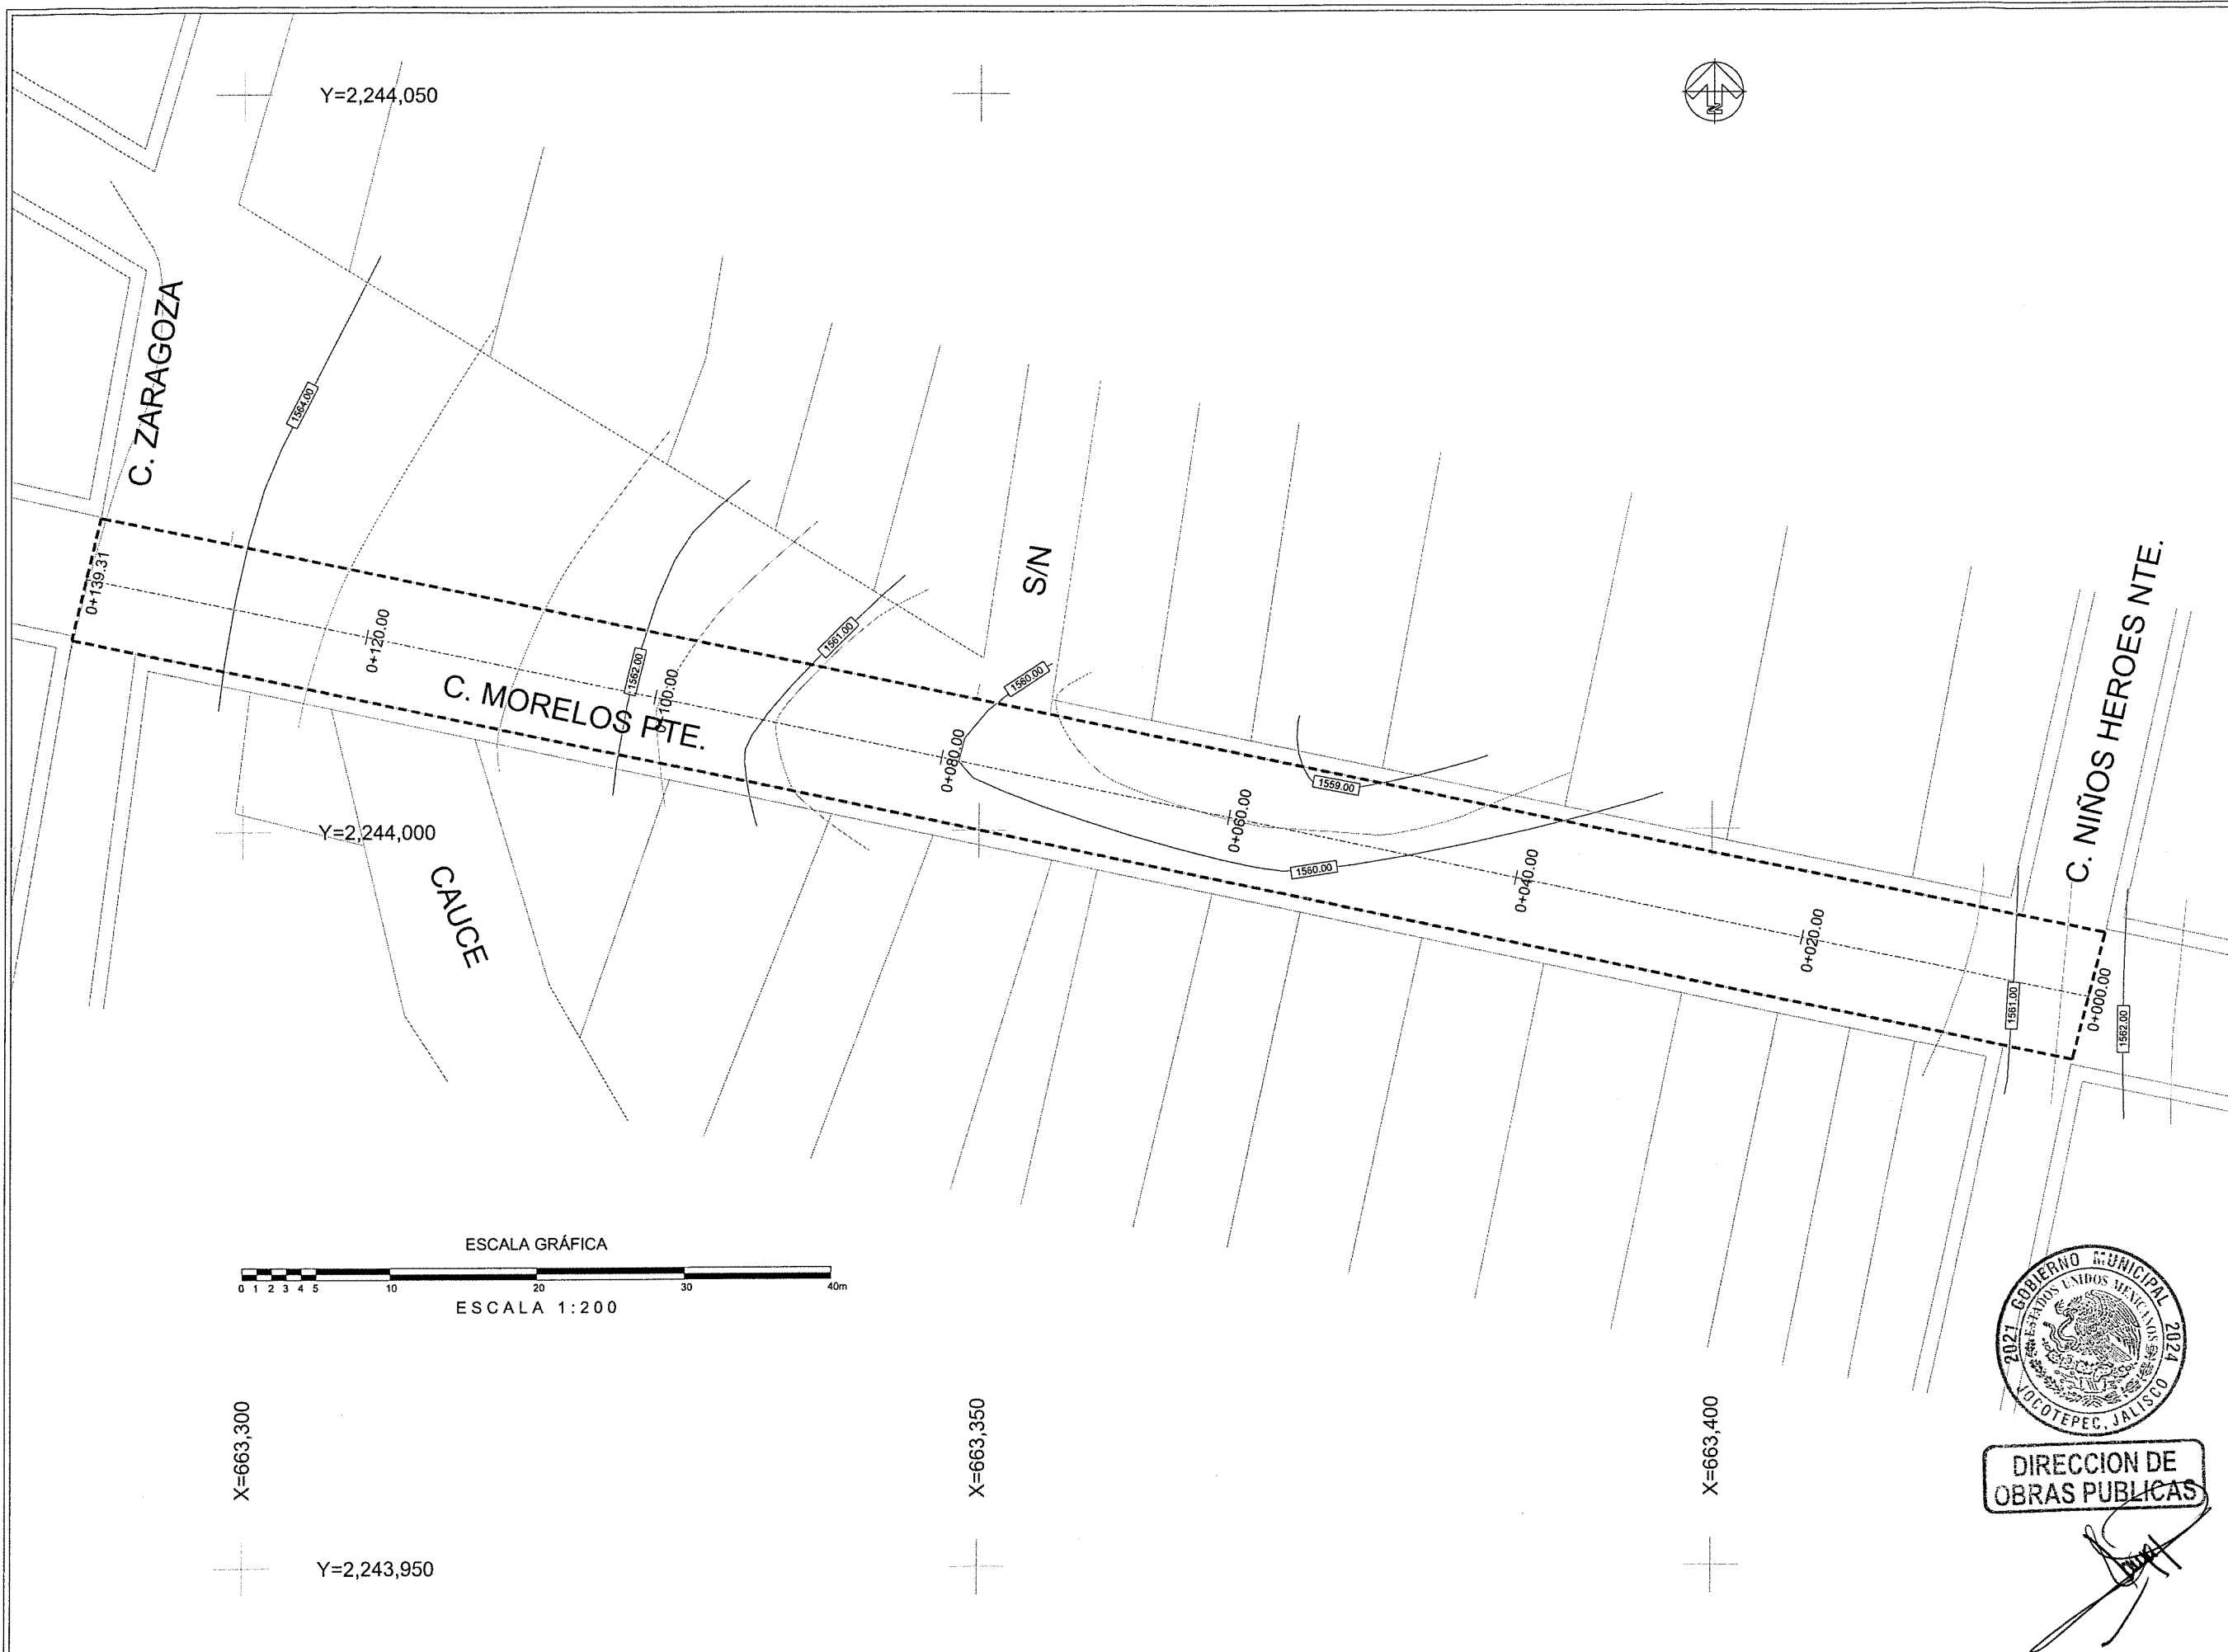 Y=2,244,050
N
C. ZARAGOZA
1564.00
0+139.31
0+120.00
C. MORELOS PTE.
1562.00
0+100.00
1561.00
S/N
1560.00
0+080.00
1559.00
0+060.00
1560.00
0+040.00
0+020.00
C. NIÑOS HEROES NTE.
1561.00
0+000.00
1562.00
Y=2,244,000
CAUCE
ESCALA GRÁFICA
0 1 2 3 4 5 10 20 30 40m
ESCALA 1:200
X=663,300
X=663,350
X=663,400
Y=2,243,950
2021 GOBIERNO MUNICIPAL 2024
ESTADOS UNIDOS MEXICANOS
JOCOTEPEC, JALISCO
DIRECCION DE
OBRAS PUBLICAS